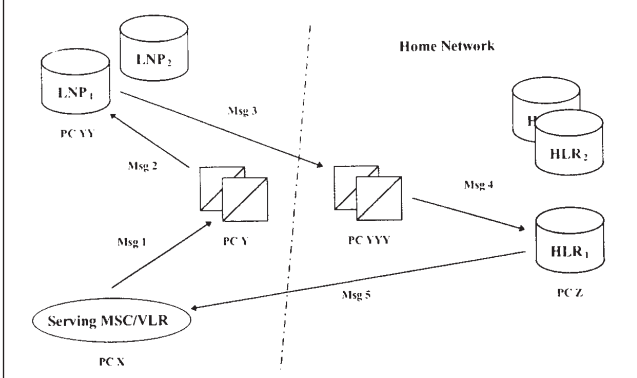 LNP2
Home Network
LNP1
Msg 3
PC YY
HLR2
Msg 2
Msg 4
Msg 1
PC Y
PC YYY
HLR1
Msg 5
PC Z
Serving MSC/VLR
PC X